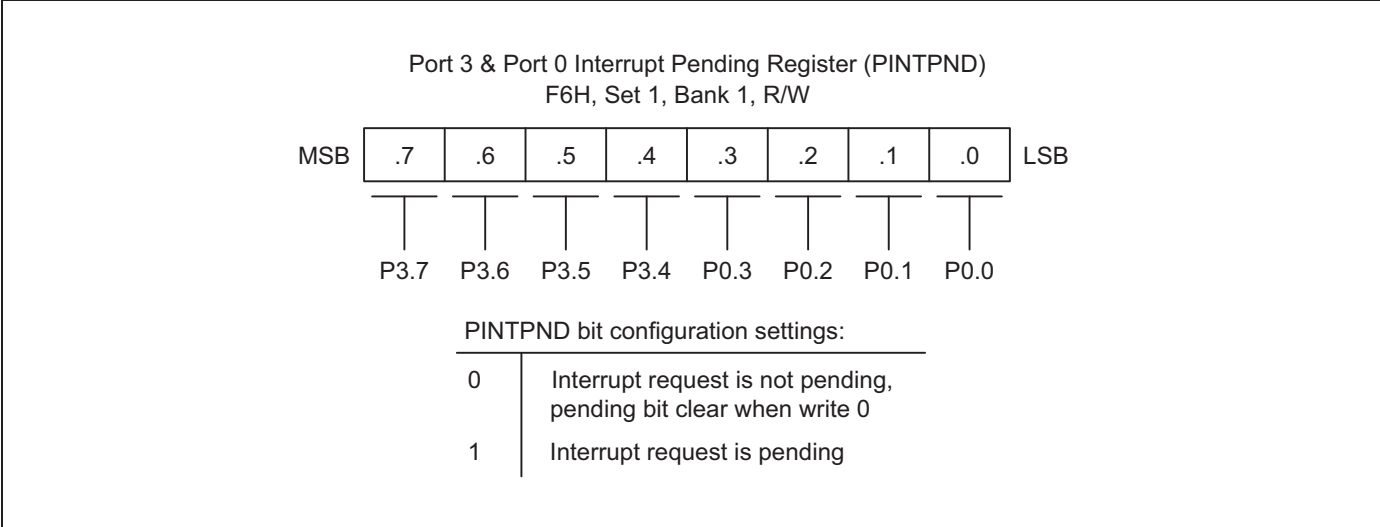 Port 3 & Port 0 Interrupt Pending Register (PINTPND)
F6H, Set 1, Bank 1, R/W
MSB .7 .6 .5 .4 .3 .2 .1 .0 LSB
P3.7 P3.6 P3.5 P3.4 P0.3 P0.2 P0.1 P0.0
PINTPND bit configuration settings:
0 Interrupt request is not pending,
pending bit clear when write 0
1 Interrupt request is pending